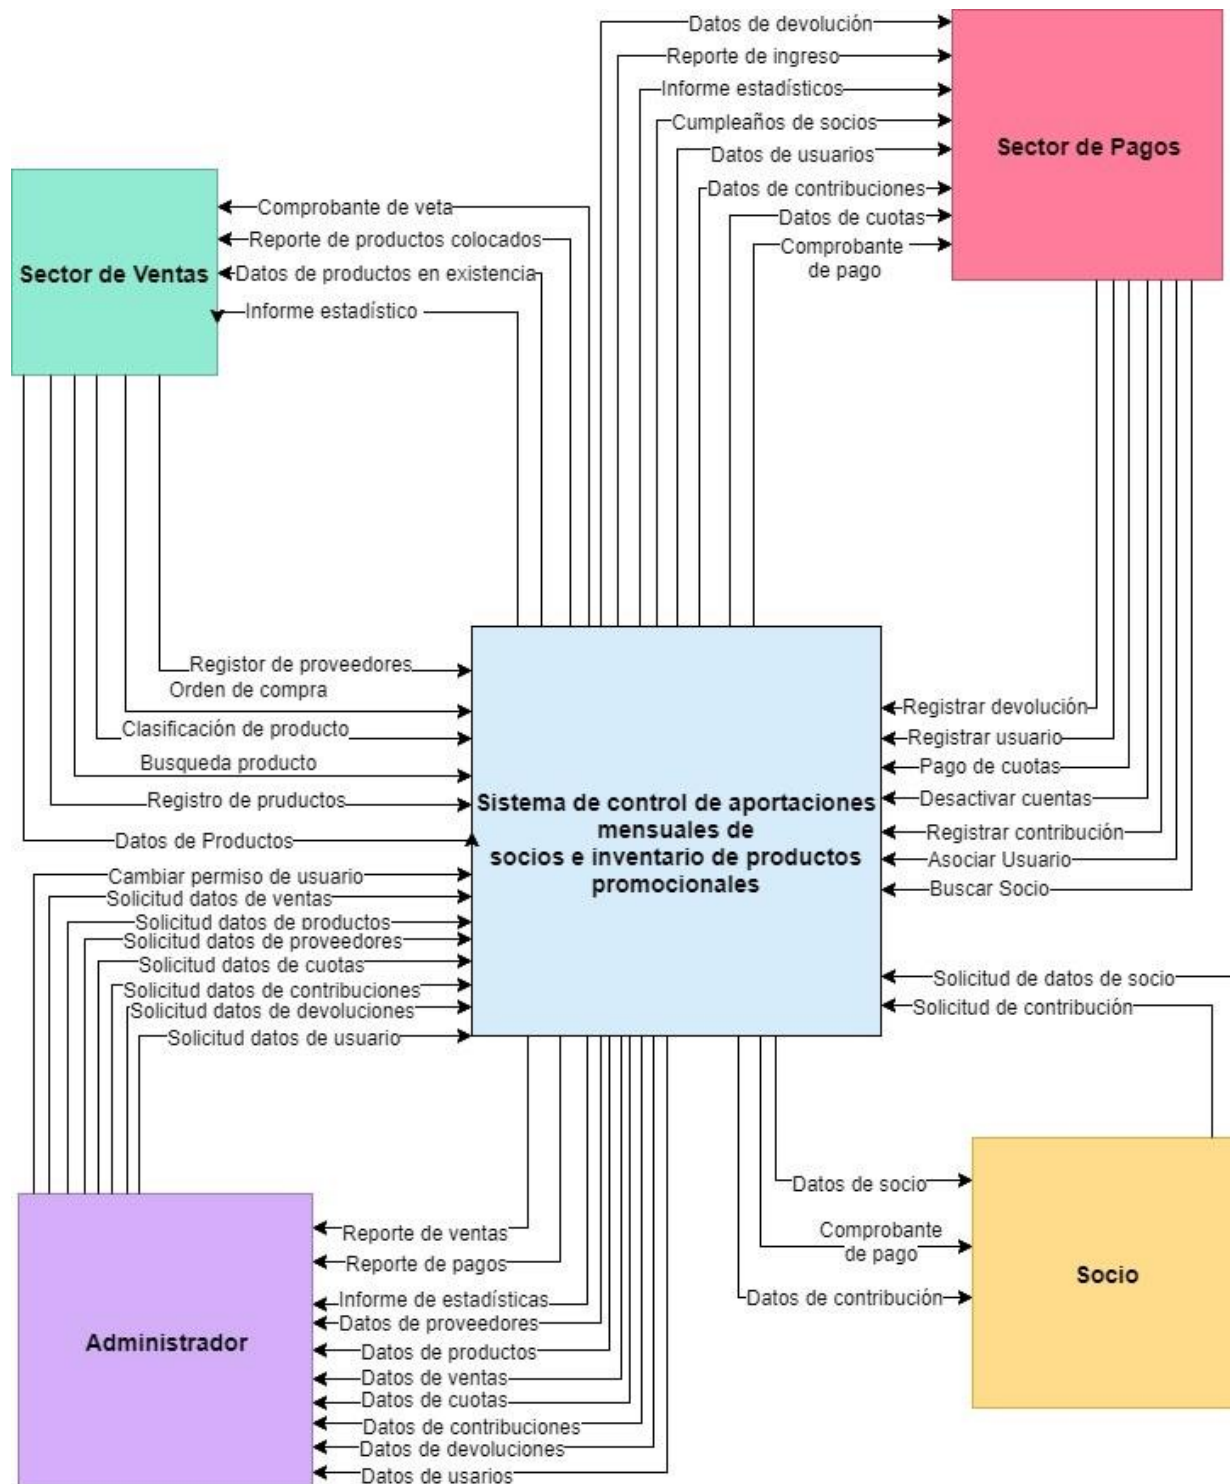 Datos de devolución
Reporte de ingreso
Informe estadísticos
Cumpleaños de socios
Datos de usuarios
Datos de contribuciones
Datos de cuotas
Comprobante
de pago
Sector de Pagos
Comprobante de veta
Reporte de productos colocados
Datos de productos en existencia
Informe estadístico
Sector de Ventas
Registor de proveedores
Orden de compra
Clasificación de producto
Busqueda producto
Registro de pruductos
Datos de Productos
Cambiar permiso de usuario
Solicitud datos de ventas
Solicitud datos de productos
Solicitud datos de proveedores
Solicitud datos de cuotas
Solicitud datos de contribuciones
Solicitud datos de devoluciones
Solicitud datos de usuario
Sistema de control de aportaciones
mensuales de
socios e inventario de productos
promocionales
Registrar devolución
Registrar usuario
Pago de cuotas
Desactivar cuentas
Registrar contribución
Asociar Usuario
Buscar Socio
Solicitud de datos de socio
Solicitud de contribución
Datos de socio
Comprobante
de pago
Datos de contribución
Socio
Reporte de ventas
Reporte de pagos
Informe de estadísticas
Datos de proveedores
Datos de productos
Datos de ventas
Datos de cuotas
Datos de contribuciones
Datos de devoluciones
Datos de usarios
Administrador